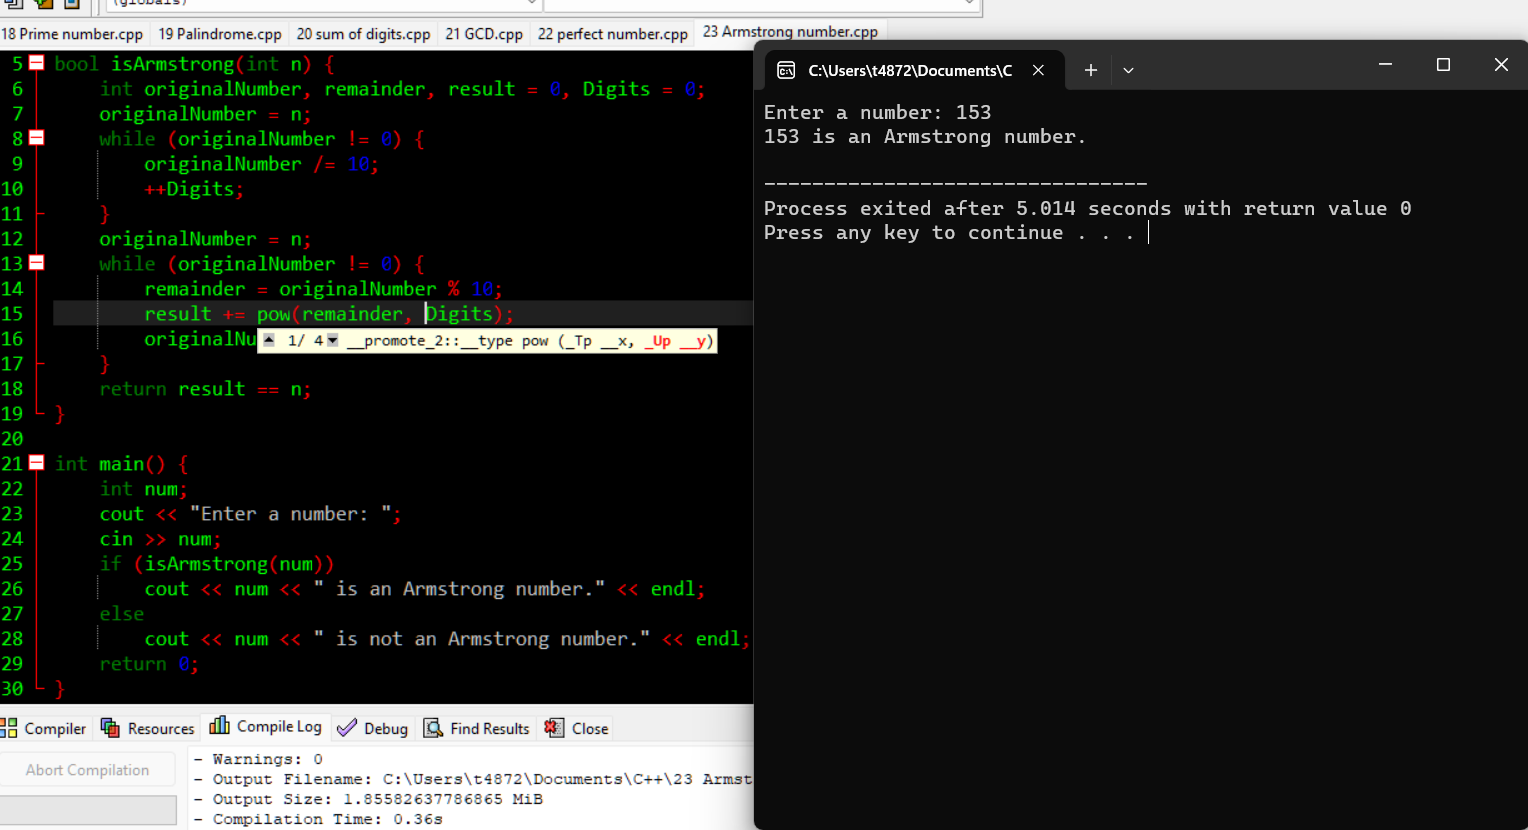 (globals)
18 Prime number.cpp 19 Palindrome.cpp 20 sum of digits.cpp 21 GCD.cpp 22 perfect number.cpp 23 Armstrong number.cpp
5 bool isArmstrong(int n) {
6 int originalNumber, remainder, result = 0, Digits = 0;
7 originalNumber = n;
8 while (originalNumber != 0) {
9 originalNumber /= 10;
10 ++Digits;
11 }
12 originalNumber = n;
13 while (originalNumber != 0) {
14 remainder = originalNumber % 10;
15 result += pow(remainder, Digits);
16 originalNu
1/ 4 __promote_2::__type pow (_Tp __x, _Up __y)
17 }
18 return result == n;
19 }
20
21 int main() {
22 int num;
23 cout << "Enter a number: ";
24 cin >> num;
25 if (isArmstrong(num))
26 cout << num << " is an Armstrong number." << endl;
27 else
28 cout << num << " is not an Armstrong number." << endl;
29 return 0;
30 }
Compiler Resources Compile Log Debug Find Results Close
Abort Compilation
- Warnings: 0
- Output Filename: C:\Users\t4872\Documents\C++\23 Armst
- Output Size: 1.85582637786865 MiB
- Compilation Time: 0.36s
C:\Users\t4872\Documents\C
Enter a number: 153
153 is an Armstrong number.
--------------------------------
Process exited after 5.014 seconds with return value 0
Press any key to continue . . .